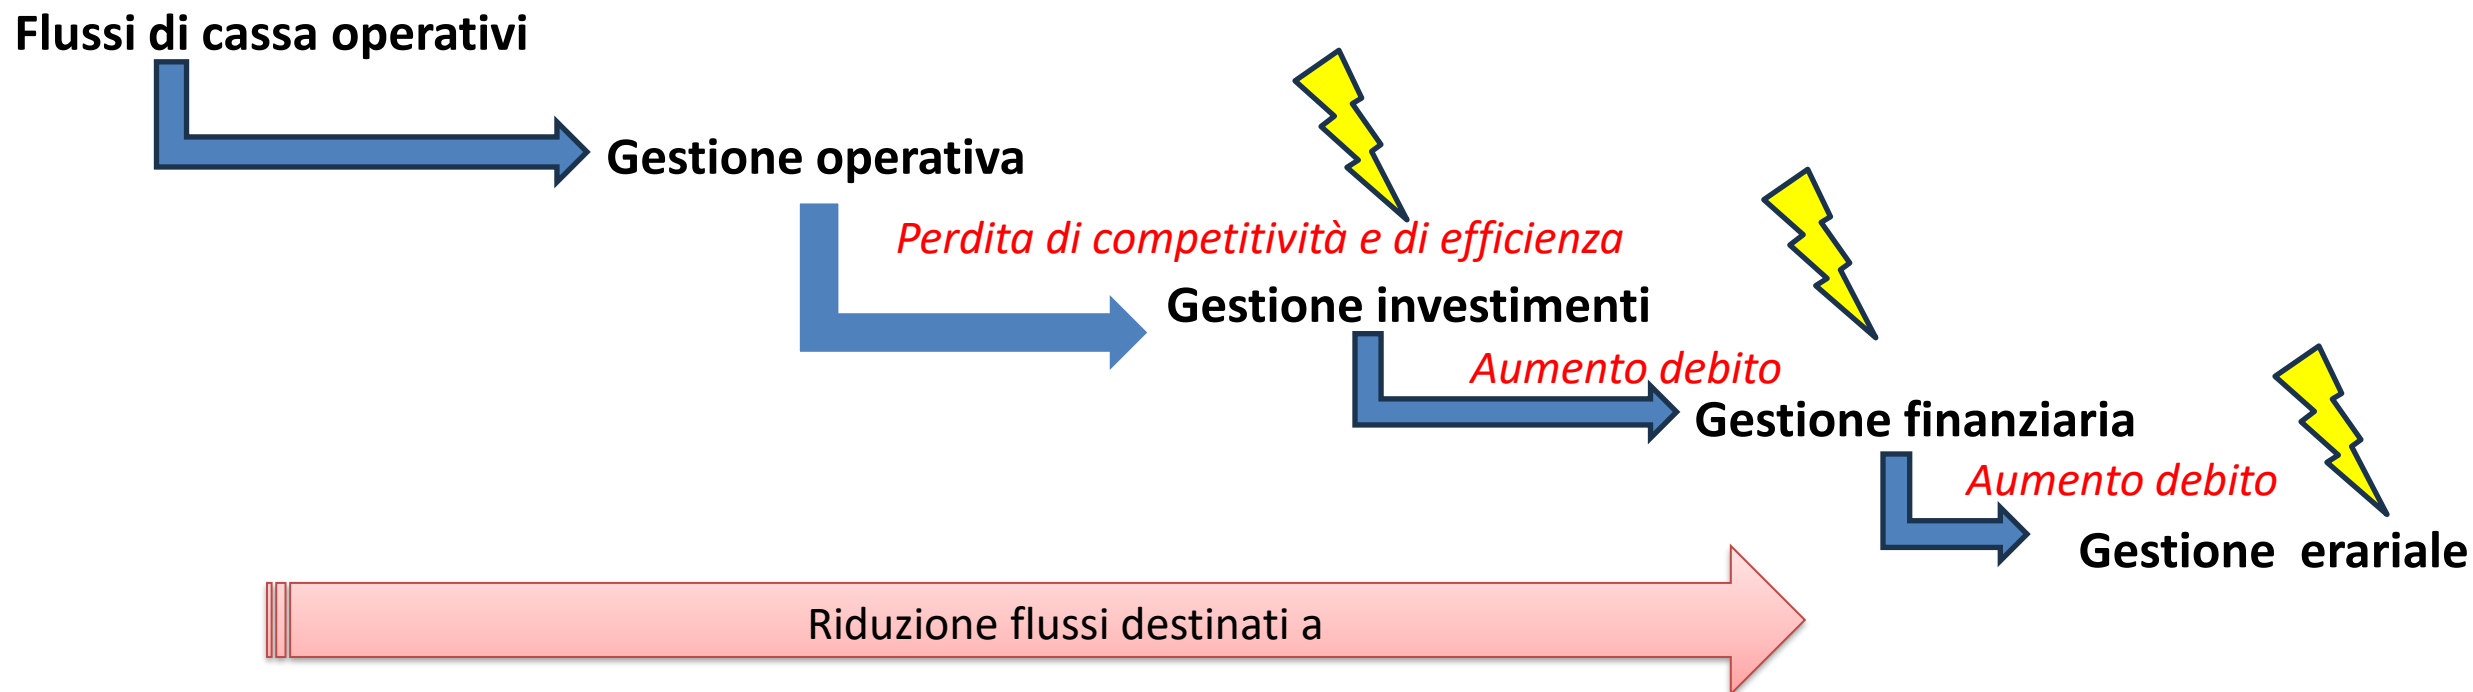 Flussi di cassa operativi
Gestione operativa
Perdita di competitività e di efficienza
Gestione investimenti
Aumento debito
Gestione finanziaria
Aumento debito
Gestione erariale
Riduzione flussi destinati a